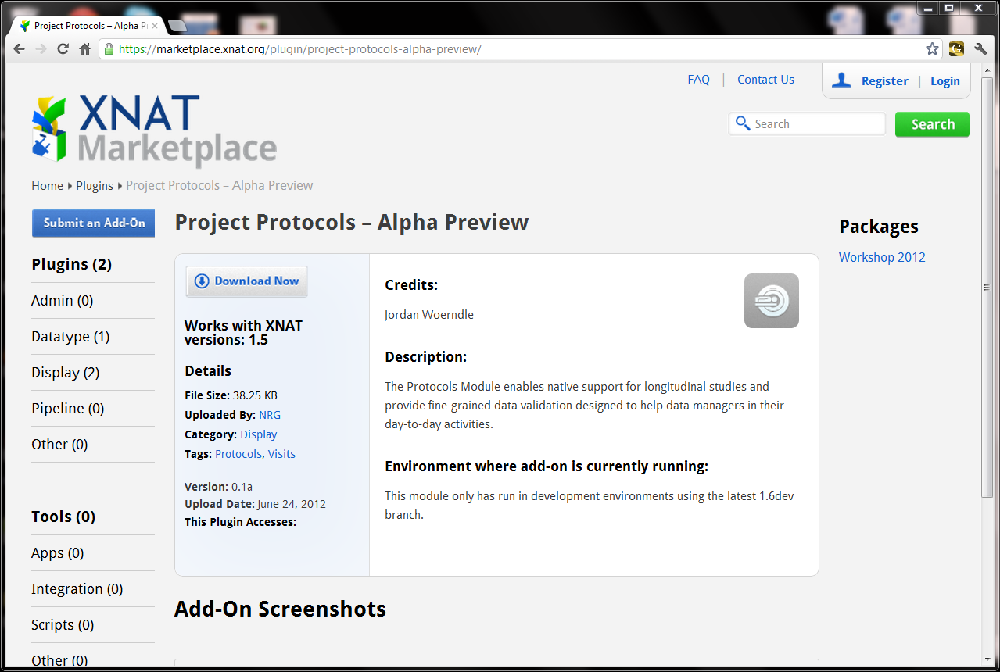 Project Protocols – Alpha P
https://marketplace.xnat.org/plugin/project-protocols-alpha-preview/
FAQ | Contact Us
Register | Login
XNAT
Marketplace
Search
Search
Home Plugins Project Protocols – Alpha Preview
Submit an Add-On
Plugins (2)
Admin (0)
Datatype (1)
Display (2)
Pipeline (0)
Other (0)
Tools (0)
Apps (0)
Integration (0)
Scripts (0)
Other (0)
Project Protocols – Alpha Preview
Download Now
Works with XNAT
versions: 1.5
Details
File Size: 38.25 KB
Uploaded By: NRG
Category: Display
Tags: Protocols, Visits
Version: 0.1a
Upload Date: June 24, 2012
This Plugin Accesses:
Credits:
Jordan Woerndle
Description:
The Protocols Module enables native support for longitudinal studies and
provide fine-grained data validation designed to help data managers in their
day-to-day activities.
Environment where add-on is currently running:
This module only has run in development environments using the latest 1.6dev
branch.
Add-On Screenshots
Packages
Workshop 2012